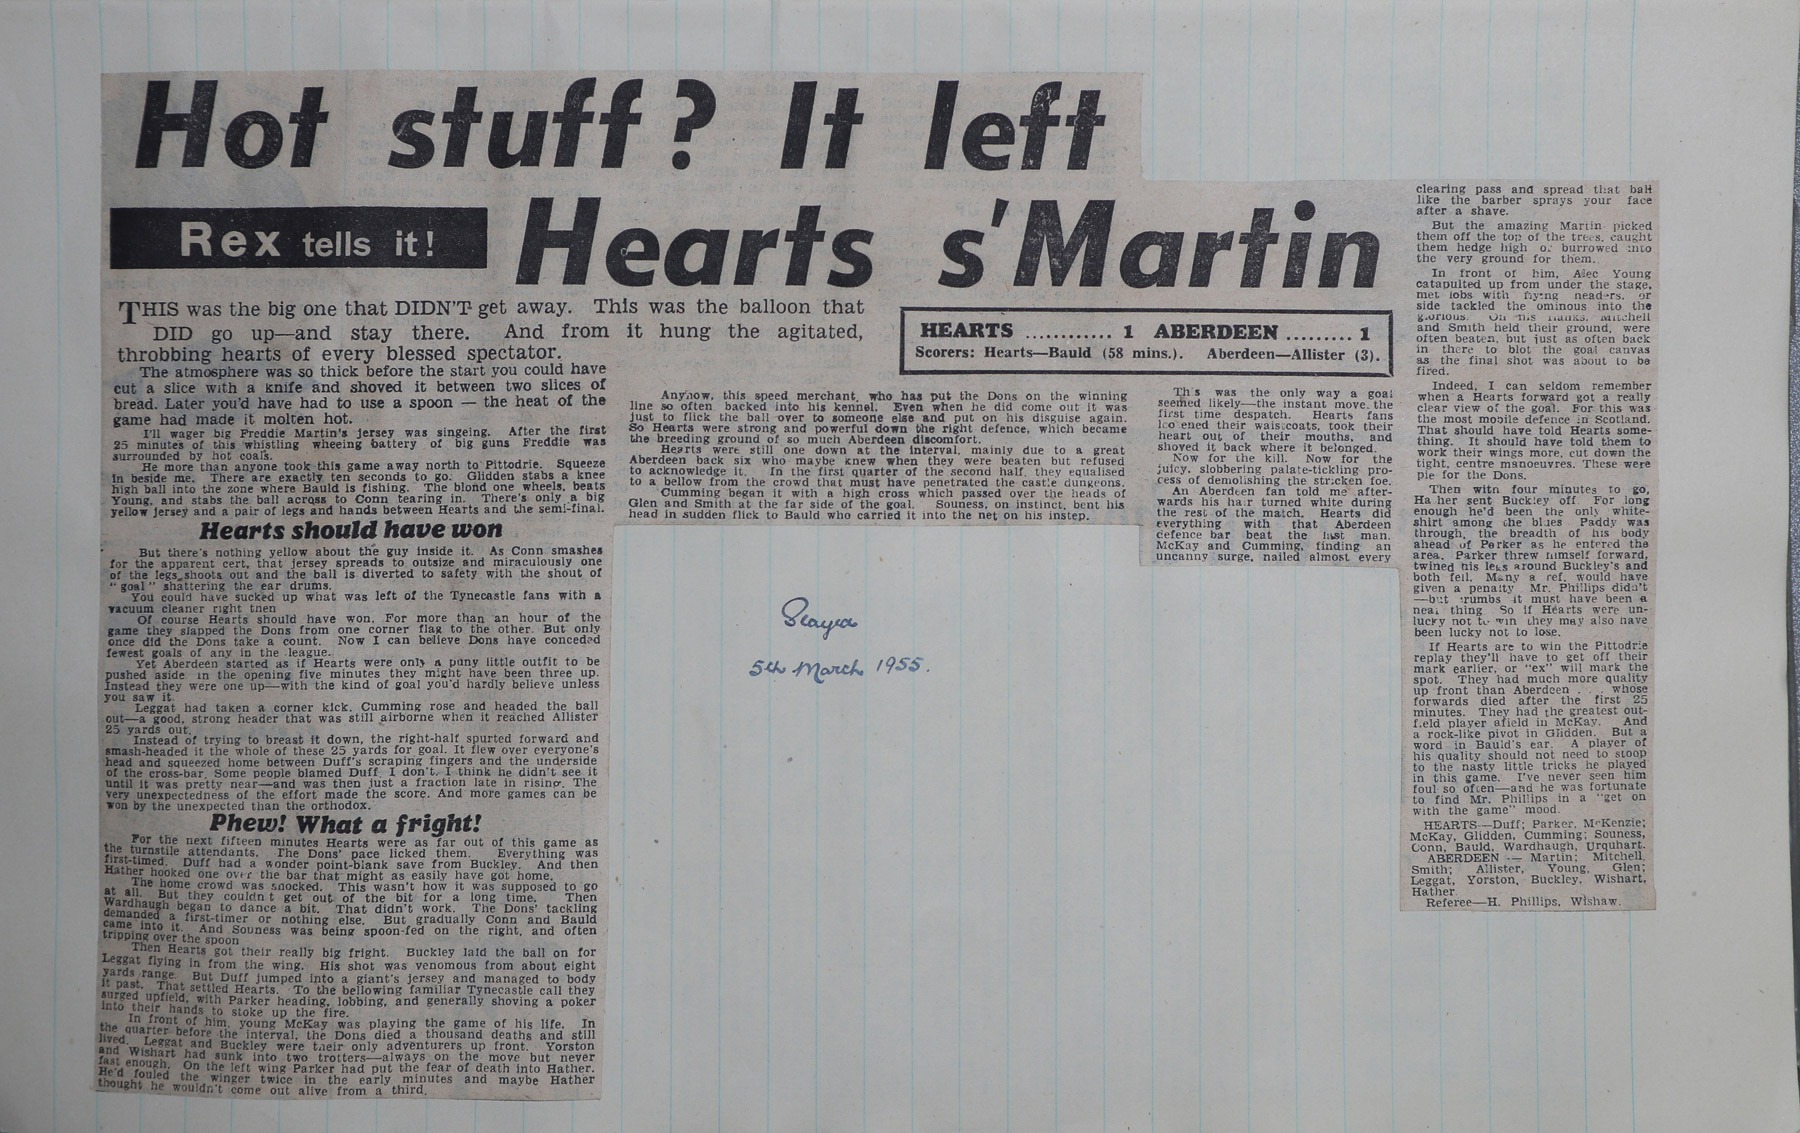 Hot stuff? It left
Rex tells it!
Hearts s'Martin
THIS was the big one that DIDN'T get away. This was the balloon that
DID go up—and stay there. And from it hung the agitated,
throbbing hearts of every blessed spectator.
HEARTS ............ 1 ABERDEEN ......... 1
Scorers: Hearts—Bauld (58 mins.). Aberdeen—Allister (3).
The atmosphere was so thick before the start you could have
cut a slice with a knife and shoved it between two slices of
bread. Later you'd have had to use a spoon — the heat of the
game had made it molten hot.
I'll wager big Freddie Martin's jersey was singeing. After the first
25 minutes of this whistling wheeing battery of big guns Freddie was
surrounded by hot coals.
He more than anyone took this game away north to Pittodrie. Squeeze
in beside me. There are exactly ten seconds to go. Glidden stabs a knee
high ball into the zone where Bauld is fishing. The blond one wheels, beats
Young, and stabs the ball across to Conn tearing in. There's only a big
yellow jersey and a pair of legs and hands between Hearts and the semi-final.
Hearts should have won
But there's nothing yellow about the guy inside it. As Conn smashes
for the apparent cert, that jersey spreads to outsize and miraculously one
of the legs shoots out and the ball is diverted to safety with the shout of
" goal " shattering the ear drums.
You could have sucked up what was left of the Tynecastle fans with a
vacuum cleaner right then
Of course Hearts should have won. For more than an hour of the
game they slapped the Dons from one corner flag to the other. But only
once did the Dons take a count. Now I can believe Dons have conceded
fewest goals of any in the league.
Yet Aberdeen started as if Hearts were only a puny little outfit to be
pushed aside in the opening five minutes they might have been three up.
Instead they were one up—with the kind of goal you'd hardly believe unless
you saw it.
Leggat had taken a corner kick. Cumming rose and headed the ball
out—a good, strong header that was still airborne when it reached Allister
25 yards out.
Instead of trying to breast it down, the right-half spurted forward and
smash-headed it the whole of these 25 yards for goal. It flew over everyone's
head and squeezed home between Duff's scraping fingers and the underside
of the cross-bar. Some people blamed Duff. I don't. I think he didn't see it
until it was pretty near—and was then just a fraction late in rising. The
very unexpectedness of the effort made the score. And more games can be
won by the unexpected than the orthodox.
Phew! What a fright!
For the next fifteen minutes Hearts were as far out of this game as
the turnstile attendants. The Dons' pace licked them. Everything was
first-timed. Duff had a wonder point-blank save from Buckley. And then
Hather hooked one over the bar that might as easily have got home.
The home crowd was shocked. This wasn't how it was supposed to go
at all. But they couldn't get out of the bit for a long time. Then
Wardhaugh began to dance a bit. That didn't work. The Dons' tackling
demanded a first-timer or nothing else. But gradually Conn and Bauld
came into it. And Souness was being spoon-fed on the right, and often
tripping over the spoon
Then Hearts got their really big fright. Buckley laid the ball on for
Leggat flying in from the wing. His shot was venomous from about eight
yards range. But Duff jumped into a giant's jersey and managed to body
it past. That settled Hearts. To the bellowing familiar Tynecastle call they
surged upfield, with Parker heading, lobbing, and generally shoving a poker
into their hands to stoke up the fire.
In front of him, young McKay was playing the game of his life. In
the quarter before the interval, the Dons died a thousand deaths and still
lived. Leggat and Buckley were their only adventurers up front. Yorston
and Wishart had sunk into two trotters—always on the move but never
fast enough. On the left wing Parker had put the fear of death into Hather.
He'd fouled the winger twice in the early minutes and maybe Hather
thought he wouldn't come out alive from a third.
Anyhow, this speed merchant, who has put the Dons on the winning
line so often, backed into his kennel. Even when he did come out it was
just to flick the ball over to someone else and put on his disguise again.
So Hearts were strong and powerful down the right defence, which became
the breeding ground of so much Aberdeen discomfort.
Hearts were still one down at the interval, mainly due to a great
Aberdeen back six who maybe knew when they were beaten but refused
to acknowledge it. In the first quarter of the second half, they equalised
to a bellow from the crowd that must have penetrated the castle dungeons.
Cumming began it with a high cross which passed over the heads of
Glen and Smith at the far side of the goal. Souness, on instinct, bent his
head in sudden flick to Bauld who carried it into the net on his instep.
This was the only way a goal
seemed likely—the instant move, the
first time despatch. Hearts fans
loosened their waistcoats, took their
heart out of their mouths, and
shoved it back where it belonged.
Now for the kill. Now for the
juicy, slobbering palate-tickling pro-
cess of demolishing the stricken foe.
An Aberdeen fan told me after-
wards his hair turned white during
the rest of the match. Hearts did
everything with that Aberdeen
defence bar beat the last man.
McKay and Cumming, finding an
uncanny surge, nailed almost every
clearing pass and spread that ball
like the barber sprays your face
after a shave.
But the amazing Martin picked
them off the top of the trees, caught
them hedge high or burrowed into
the very ground for them.
In front of him, Alec Young
catapulted up from under the stage,
met lobs with flying headers, or
side tackled the ominous into the
glorious. On his flanks, Mitchell
and Smith held their ground, were
often beaten, but just as often back
in there to blot the goal canvas
as the final shot was about to be
fired.
Indeed, I can seldom remember
when a Hearts forward got a really
clear view of the goal. For this was
the most mobile defence in Scotland.
That should have told Hearts some-
thing. It should have told them to
work their wings more, cut down the
tight, centre manoeuvres. These were
pie for the Dons.
Then with four minutes to go,
Hather sent Buckley off For long
enough he'd been the only white-
shirt among the blues Paddy was
through, the breadth of his body
ahead of Parker as he entered the
area. Parker threw himself forward,
twined his legs around Buckley's and
both fell. Many a ref. would have
given a penalty Mr. Phillips didn't
—but crumbs it must have been a
near thing So if Hearts were un-
lucky not to win they may also have
been lucky not to lose.
If Hearts are to win the Pittodrie
replay they'll have to get off their
mark earlier, or "ex" will mark the
spot. They had much more quality
up front than Aberdeen . . . whose
forwards died after the first 25
minutes. They had the greatest out-
field player afield in McKay. And
a rock-like pivot in Glidden. But a
word in Bauld's ear. A player of
his quality should not need to stoop
to the nasty little tricks he played
in this game. I've never seen him
foul so often—and he was fortunate
to find Mr. Phillips in a "get on
with the game" mood.
HEARTS—Duff; Parker, McKenzie;
McKay, Glidden, Cumming; Souness,
Conn, Bauld, Wardhaugh, Urquhart.
ABERDEEN — Martin; Mitchell,
Smith; Allister, Young, Glen;
Leggat, Yorston, Buckley, Wishart,
Hather.
Referee—H. Phillips, Wishaw.
Played
5th March 1955.